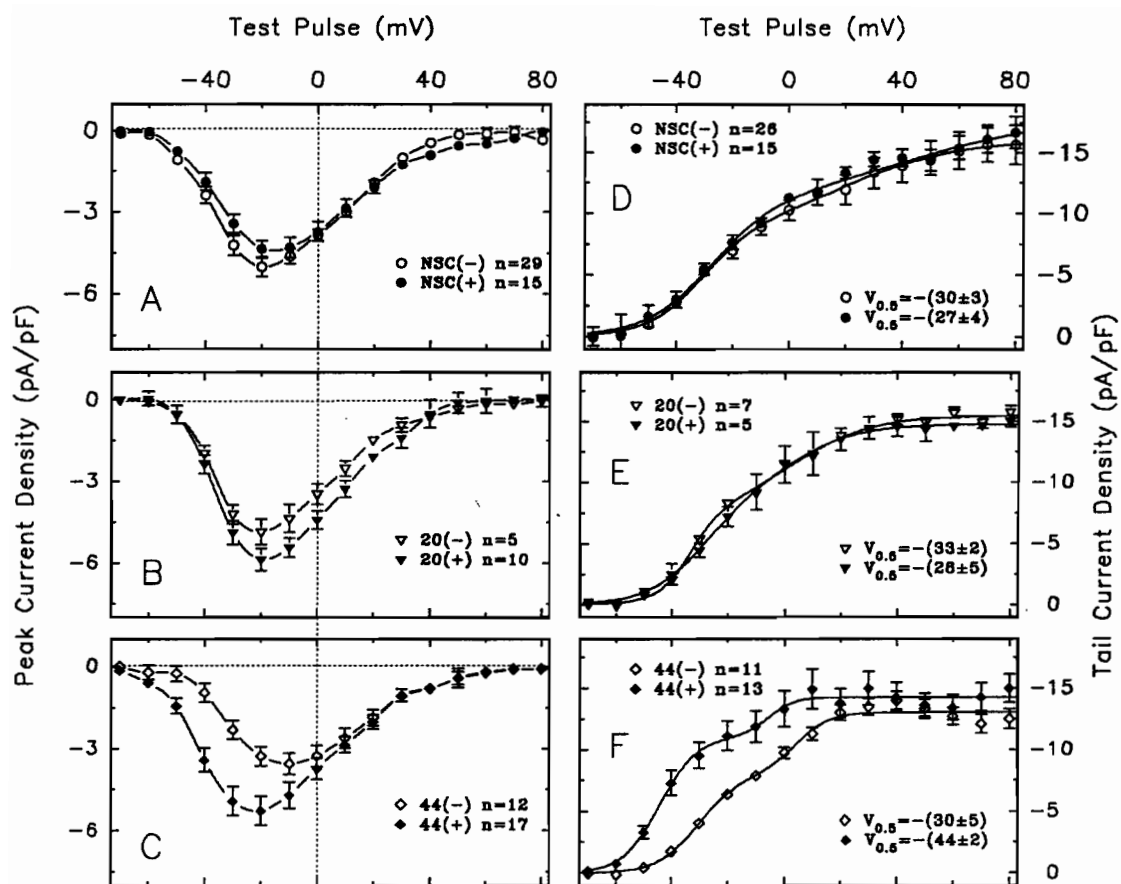 Test Pulse (mV)
Test Pulse (mV)
−40 0 40 80
−40 0 40 80
Peak Current Density (pA/pF)
0
−3
−6
A
NSC(−) n=29
NSC(+) n=15
0
−3
−6
B
20(−) n=5
20(+) n=10
0
−3
−6
C
44(−) n=12
44(+) n=17
NSC(−) n=26
NSC(+) n=15
D
V0.5=−(30±3)
V0.5=−(27±4)
−15
−10
−5
0
20(−) n=7
20(+) n=5
E
V0.5=−(33±2)
V0.5=−(28±5)
−15
−10
−5
0
44(−) n=11
44(+) n=13
F
V0.5=−(30±5)
V0.5=−(44±2)
−15
−10
−5
0
Tail Current Density (pA/pF)